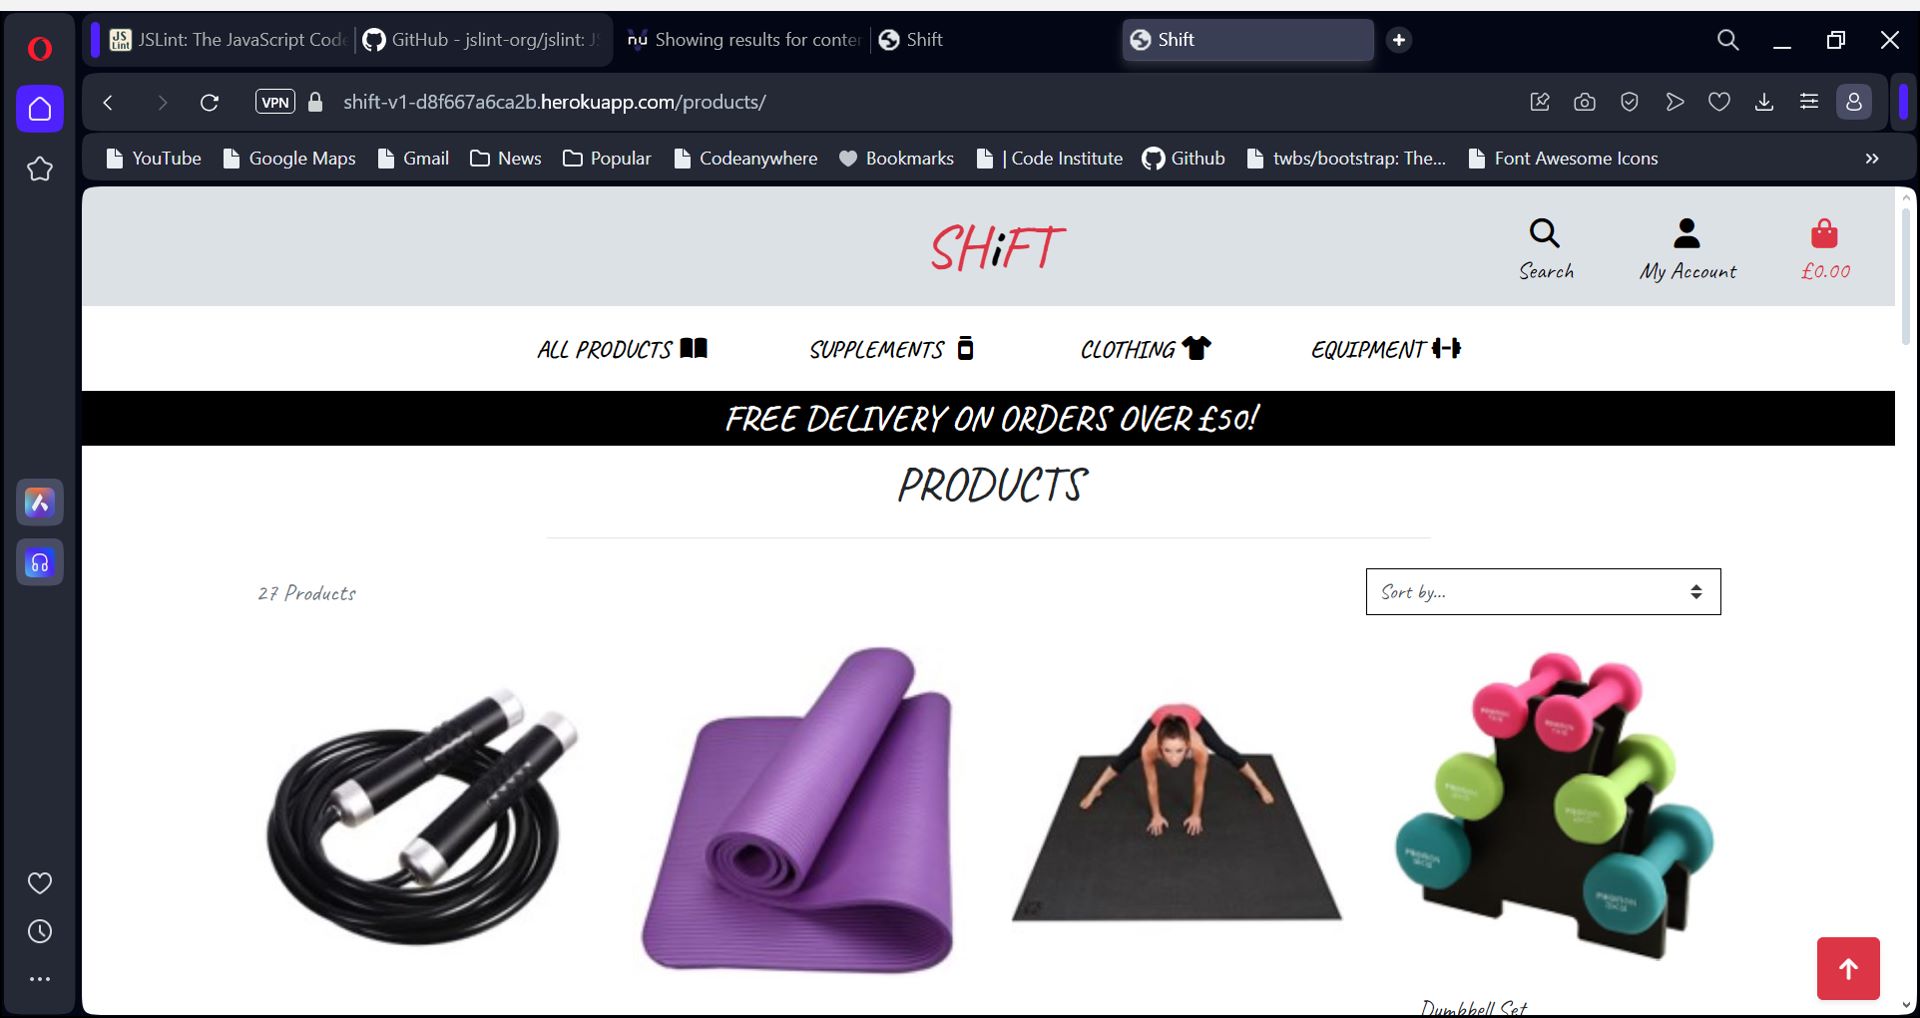 JSLint: The JavaScript Code
GitHub - jslint-org/jslint: JS
Showing results for conten
Shift
Shift
VPN
shift-v1-d8f667a6ca2b.herokuapp.com/products/
YouTube
Google Maps
Gmail
News
Popular
Codeanywhere
Bookmarks
| Code Institute
Github
twbs/bootstrap: The...
Font Awesome Icons
SHiFT
Search
My Account
£0.00
ALL PRODUCTS
SUPPLEMENTS
CLOTHING
EQUIPMENT
FREE DELIVERY ON ORDERS OVER £50!
PRODUCTS
27 Products
Sort by...
Dumbbell Set